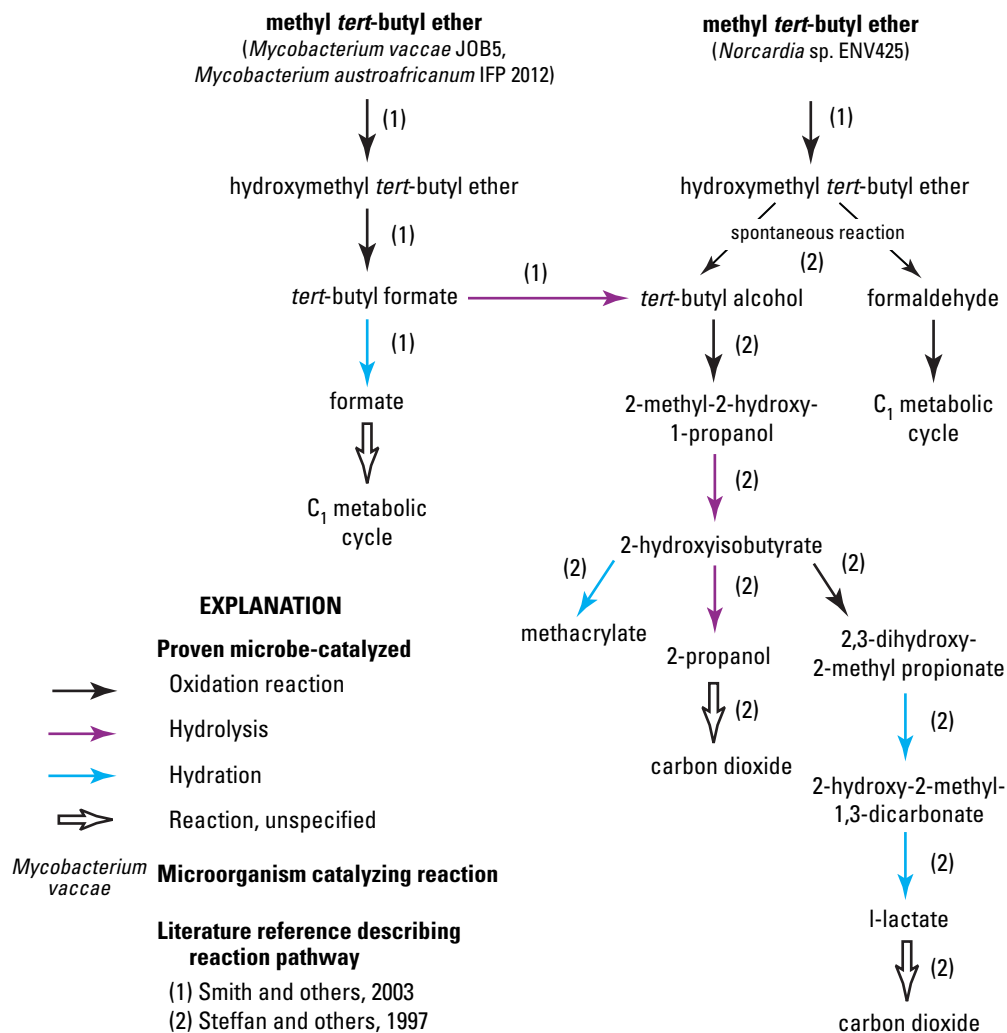 methyl tert-butyl ether
(Mycobacterium vaccae JOB5,
Mycobacterium austroafricanum IFP 2012)
(1)
hydroxymethyl tert-butyl ether
(1)
tert-butyl formate
(1)
(1)
formate
C1 metabolic
cycle
methyl tert-butyl ether
(Norcardia sp. ENV425)
(1)
hydroxymethyl tert-butyl ether
spontaneous reaction
(2)
tert-butyl alcohol
formaldehyde
(2)
2-methyl-2-hydroxy-
1-propanol
C1 metabolic
cycle
(2)
2-hydroxyisobutyrate
(2)
(2)
(2)
methacrylate
2-propanol
2,3-dihydroxy-
2-methyl propionate
(2)
carbon dioxide
(2)
2-hydroxy-2-methyl-
1,3-dicarbonate
(2)
l-lactate
(2)
carbon dioxide
EXPLANATION
Proven microbe-catalyzed
Oxidation reaction
Hydrolysis
Hydration
Reaction, unspecified
Mycobacterium
vaccae
Microorganism catalyzing reaction
Literature reference describing
reaction pathway
(1) Smith and others, 2003
(2) Steffan and others, 1997